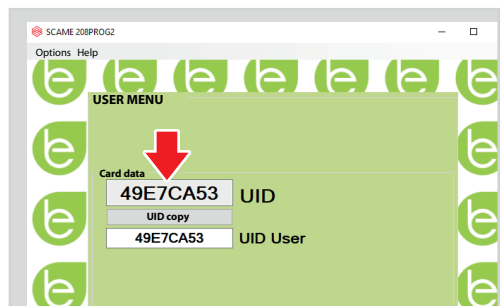 SCAME 208PROG2
Options Help
USER MENU
Card data
49E7CA53 UID
UID copy
49E7CA53 UID User